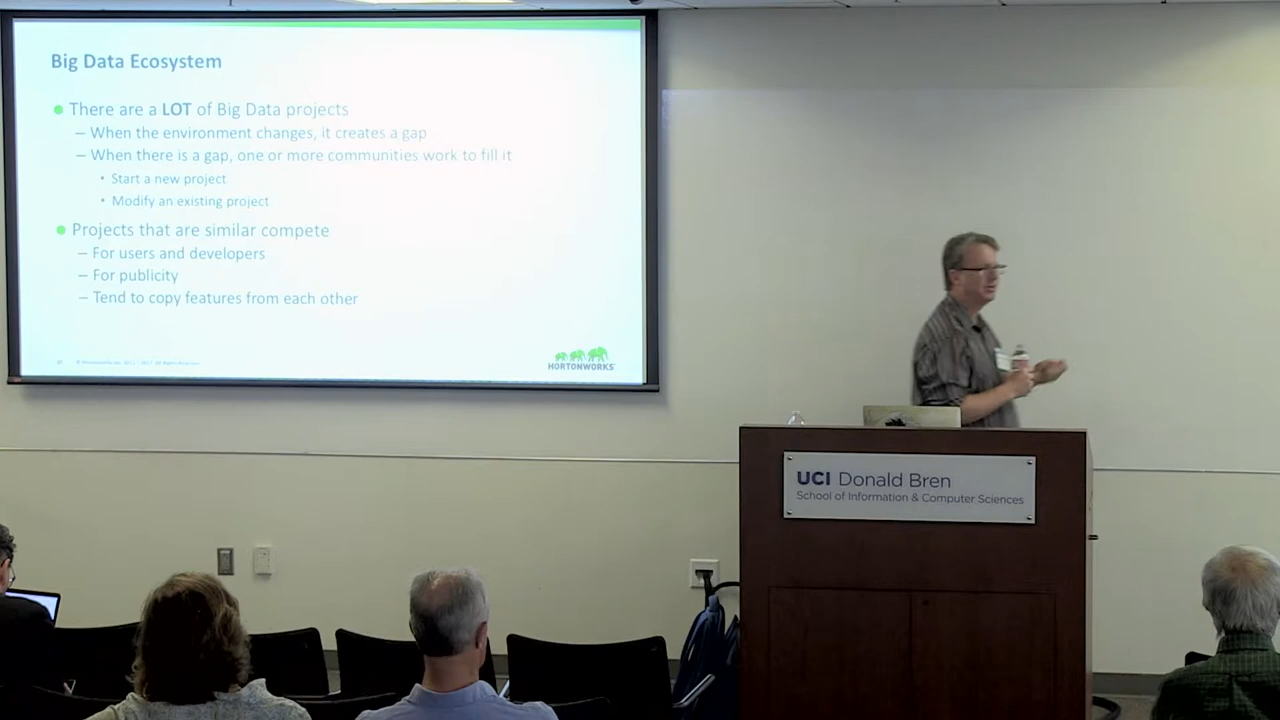 Big Data Ecosystem
● There are a LOT of Big Data projects
– When the environment changes, it creates a gap
– When there is a gap, one or more communities work to fill it
• Start a new project
• Modify an existing project
● Projects that are similar compete
– For users and developers
– For publicity
– Tend to copy features from each other
HORTONWORKS
UCI Donald Bren
School of Information & Computer Sciences